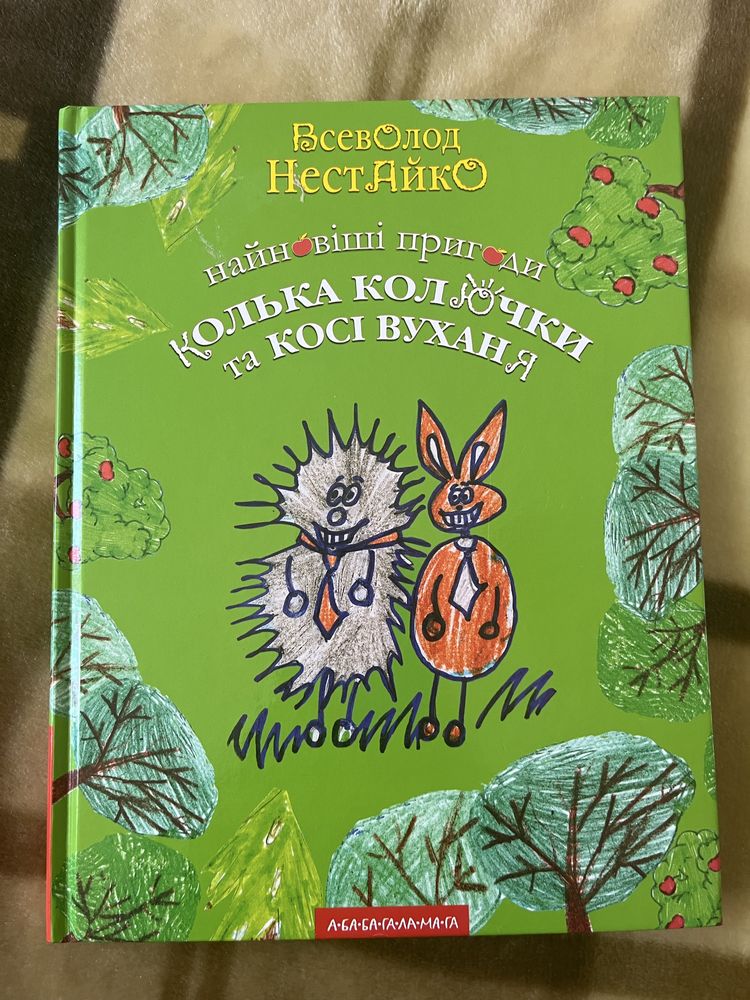 Всеволод
Нестайко
найновіші пригоди
Колька Колючки
та Косі Вуханя
А-БА-БА-ГА-ЛА-МА-ГА